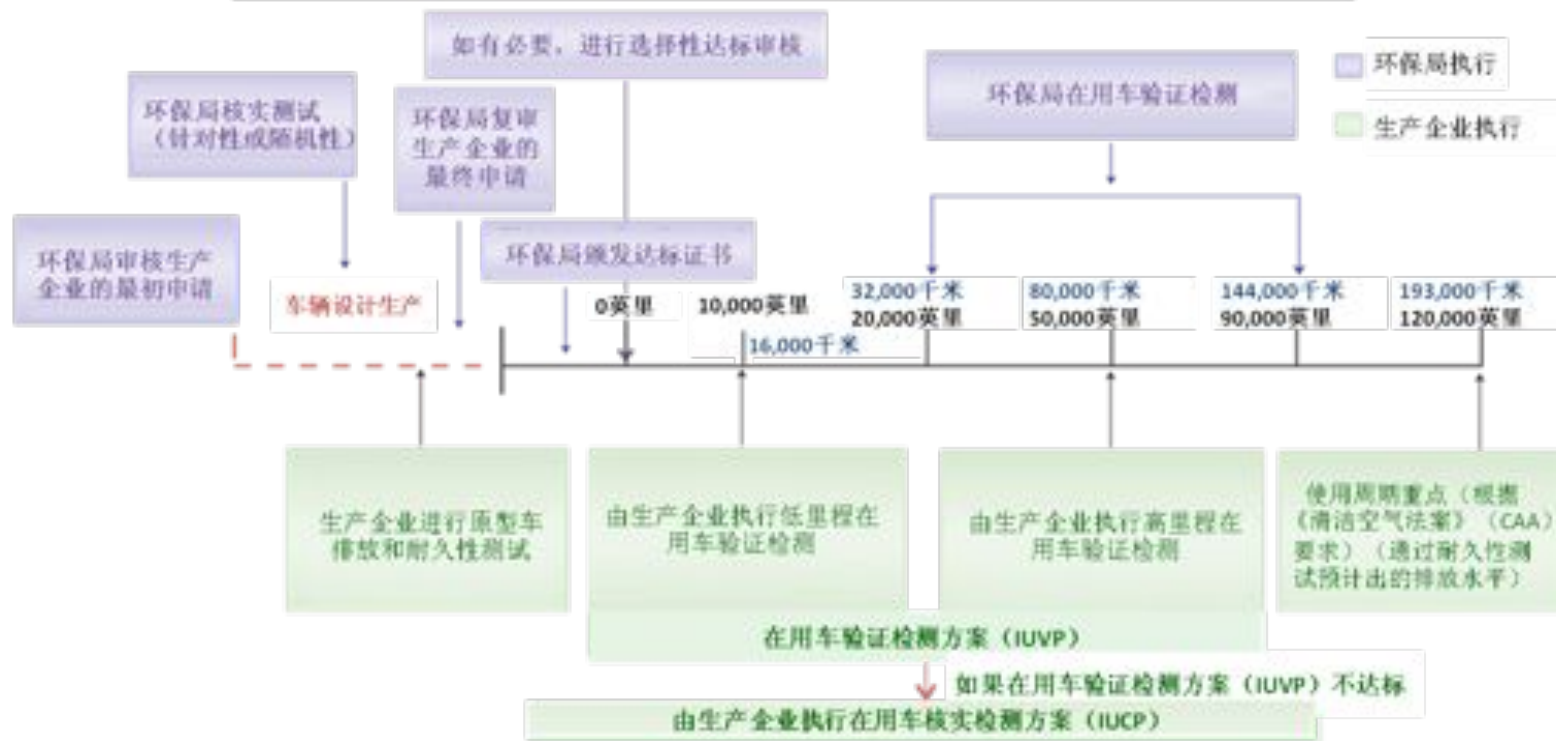 如有必要，进行选择性达标审核
环保局执行
生产企业执行
环保局在用车验证检测
环保局核实测试
（针对性或随机性）
环保局复审
生产企业的
最终申请
环保局审核生产
企业的最初申请
环保局颁发达标证书
车辆设计生产
0英里
10,000英里
16,000千米
32,000千米
20,000英里
80,000千米
50,000英里
144,000千米
90,000英里
193,000千米
120,000英里
生产企业进行原型车
排放和耐久性测试
由生产企业执行低里程在
用车验证检测
由生产企业执行高里程在
用车验证检测
使用周期重点（根据
《清洁空气法案》（CAA）
要求）（通过耐久性测
试预计出的排放水平）
在用车验证检测方案（IUVP）
如果在用车验证检测方案（IUVP）不达标
由生产企业执行在用车核实检测方案（IUCP）